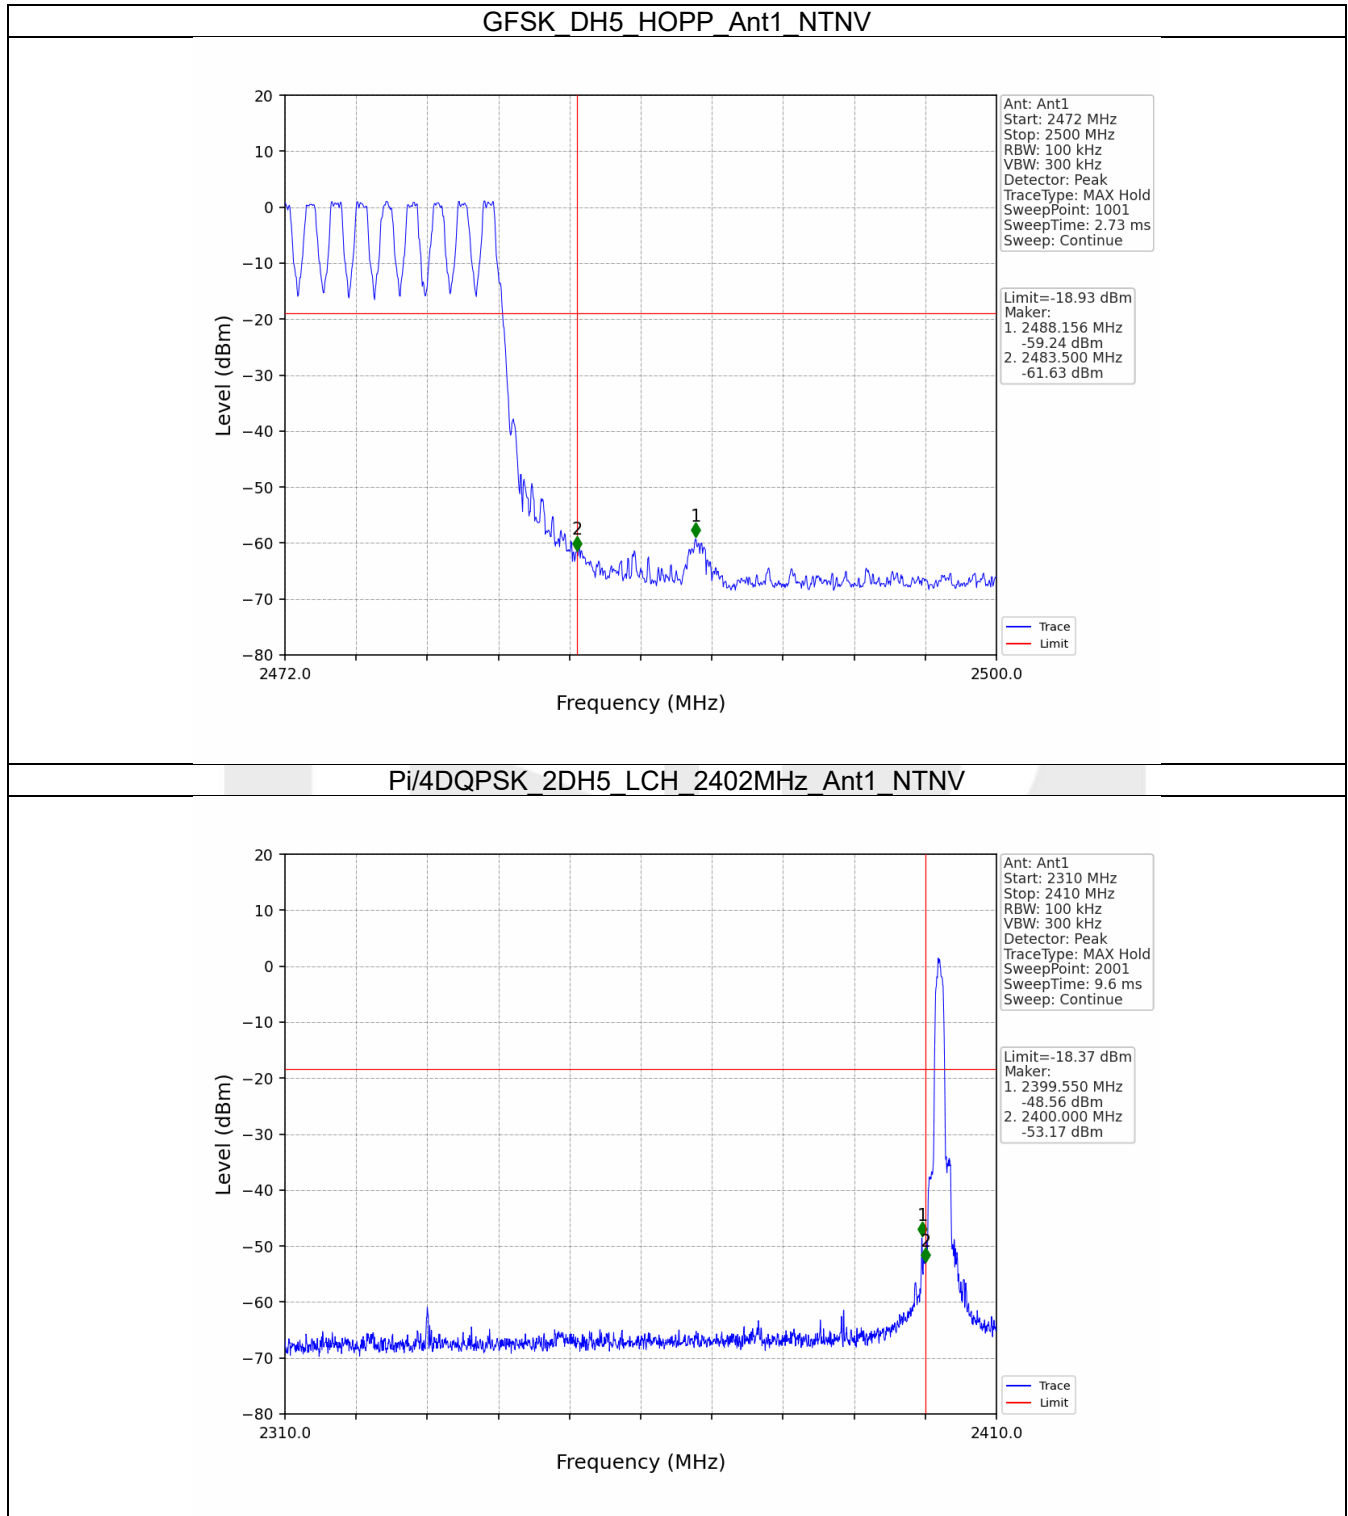 GFSK_DH5_HOPP_Ant1_NTNV
20
10
0
−10
−20
−30
−40
−50
−60
−70
−80
Level (dBm)
2472.0
2500.0
Frequency (MHz)
2
1
Ant: Ant1
Start: 2472 MHz
Stop: 2500 MHz
RBW: 100 kHz
VBW: 300 kHz
Detector: Peak
TraceType: MAX Hold
SweepPoint: 1001
SweepTime: 2.73 ms
Sweep: Continue
Limit=-18.93 dBm
Maker:
1. 2488.156 MHz
-59.24 dBm
2. 2483.500 MHz
-61.63 dBm
Trace
Limit
Pi/4DQPSK_2DH5_LCH_2402MHz_Ant1_NTNV
20
10
0
−10
−20
−30
−40
−50
−60
−70
−80
Level (dBm)
2310.0
2410.0
Frequency (MHz)
1
2
Ant: Ant1
Start: 2310 MHz
Stop: 2410 MHz
RBW: 100 kHz
VBW: 300 kHz
Detector: Peak
TraceType: MAX Hold
SweepPoint: 2001
SweepTime: 9.6 ms
Sweep: Continue
Limit=-18.37 dBm
Maker:
1. 2399.550 MHz
-48.56 dBm
2. 2400.000 MHz
-53.17 dBm
Trace
Limit